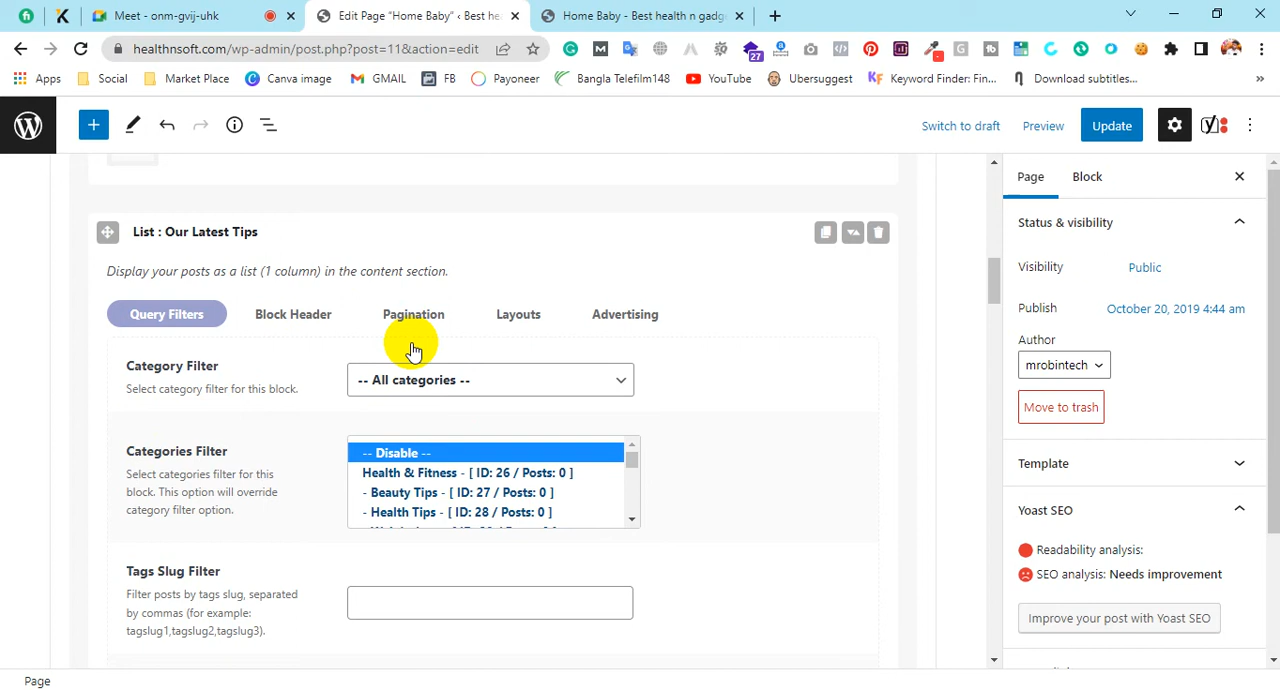 Meet - onm-gvij-uhk
Edit Page “Home Baby” ‹ Best he
Home Baby - Best health n gadg
healthnsoft.com/wp-admin/post.php?post=11&action=edit
27
Apps
Social
Market Place
Canva image
GMAIL
FB
Payoneer
Bangla Telefilm148
YouTube
Ubersuggest
Keyword Finder: Fin...
Download subtitles...
»
Switch to draft
Preview
Update
List : Our Latest Tips
Display your posts as a list (1 column) in the content section.
Query Filters
Block Header
Pagination
Layouts
Advertising
Category Filter
Select category filter for this block.
-- All categories --
Categories Filter
Select categories filter for this
block. This option will override
category filter option.
-- Disable --
Health & Fitness - [ ID: 26 / Posts: 0 ]
- Beauty Tips - [ ID: 27 / Posts: 0 ]
- Health Tips - [ ID: 28 / Posts: 0 ]
Tags Slug Filter
Filter posts by tags slug, separated
by commas (for example:
tagslug1,tagslug2,tagslug3).
Page
Block
Status & visibility
Visibility
Public
Publish
October 20, 2019 4:44 am
Author
mrobintech
Move to trash
Template
Yoast SEO
Readability analysis:
SEO analysis: Needs improvement
Improve your post with Yoast SEO
Page